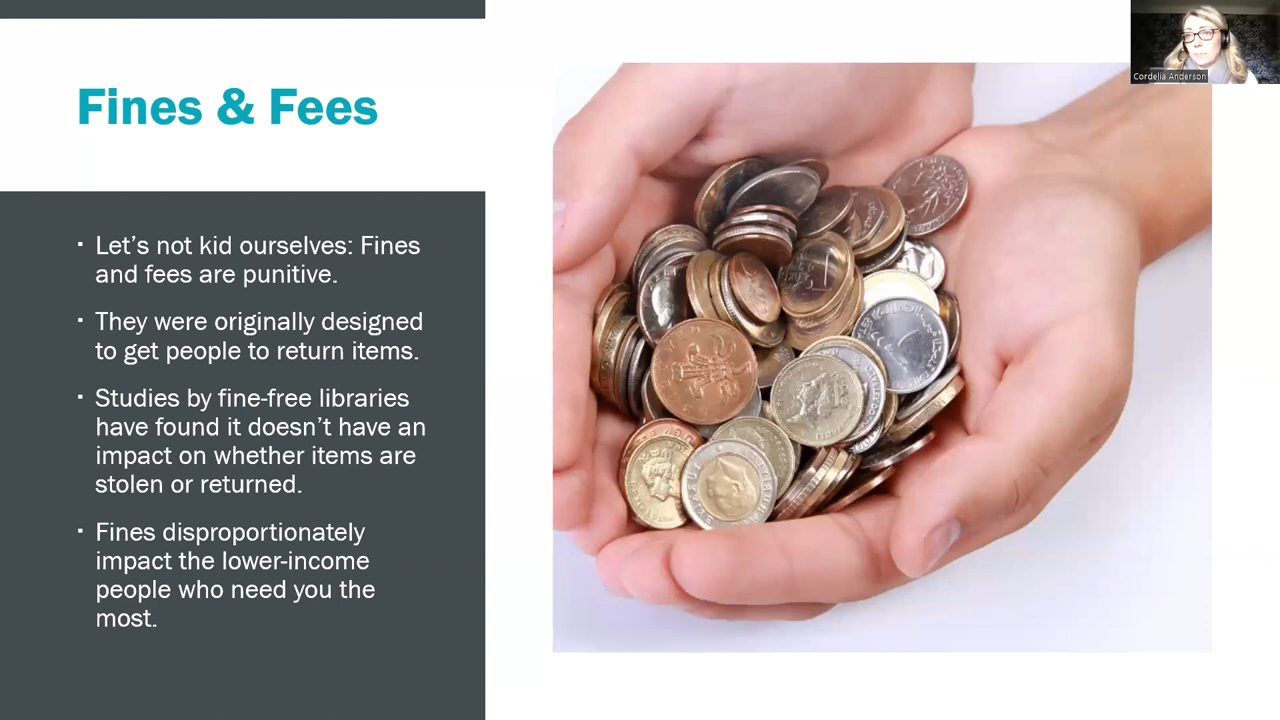 Fines & Fees
Cordelia Anderson
▪ Let’s not kid ourselves: Fines
and fees are punitive.
▪ They were originally designed
to get people to return items.
▪ Studies by fine-free libraries
have found it doesn’t have an
impact on whether items are
stolen or returned.
▪ Fines disproportionately
impact the lower-income
people who need you the
most.